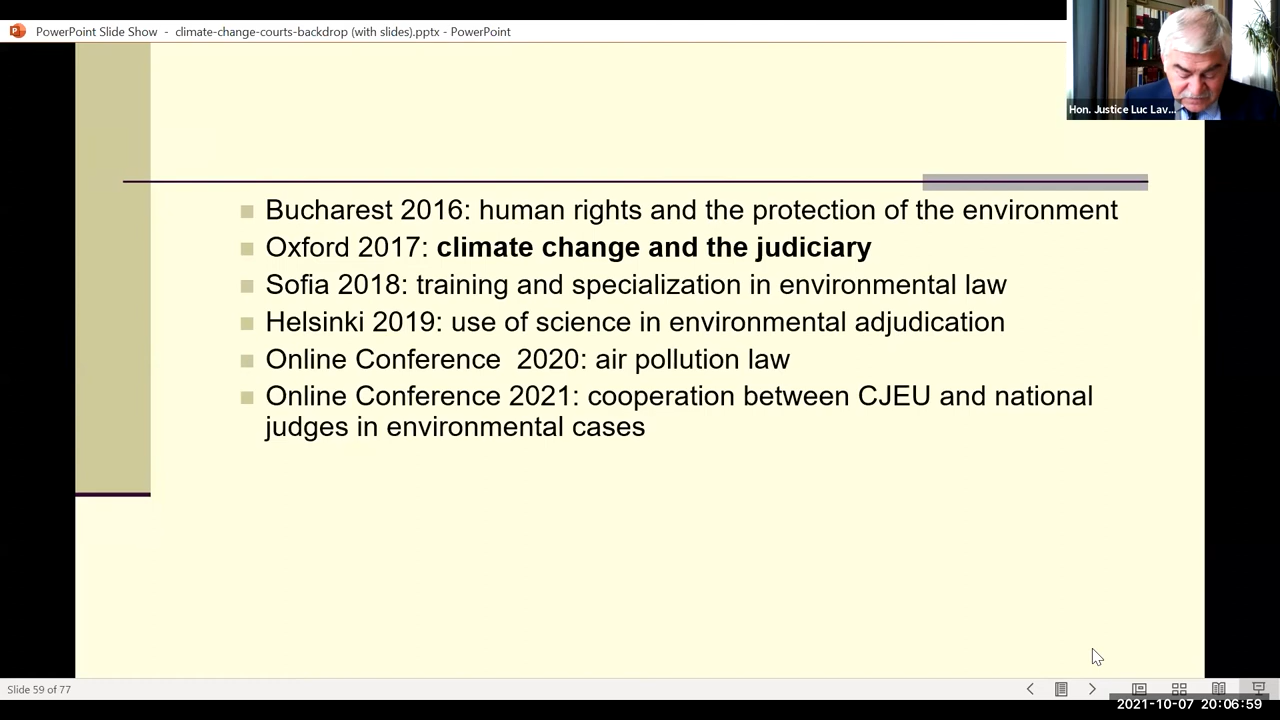 PowerPoint Slide Show - climate-change-courts-backdrop (with slides).pptx - PowerPoint
Hon. Justice Luc Lav...
Bucharest 2016: human rights and the protection of the environment
Oxford 2017: climate change and the judiciary
Sofia 2018: training and specialization in environmental law
Helsinki 2019: use of science in environmental adjudication
Online Conference  2020: air pollution law
Online Conference 2021: cooperation between CJEU and national
judges in environmental cases
Slide 59 of 77
2021-10-07 20:06:59